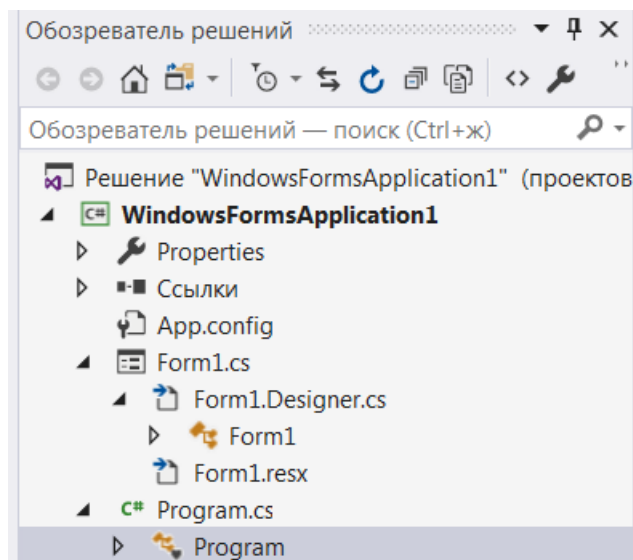 Обозреватель решений
Обозреватель решений — поиск (Ctrl+ж)
Решение "WindowsFormsApplication1" (проектов
C# WindowsFormsApplication1
Properties
Ссылки
App.config
Form1.cs
Form1.Designer.cs
Form1
Form1.resx
C# Program.cs
Program